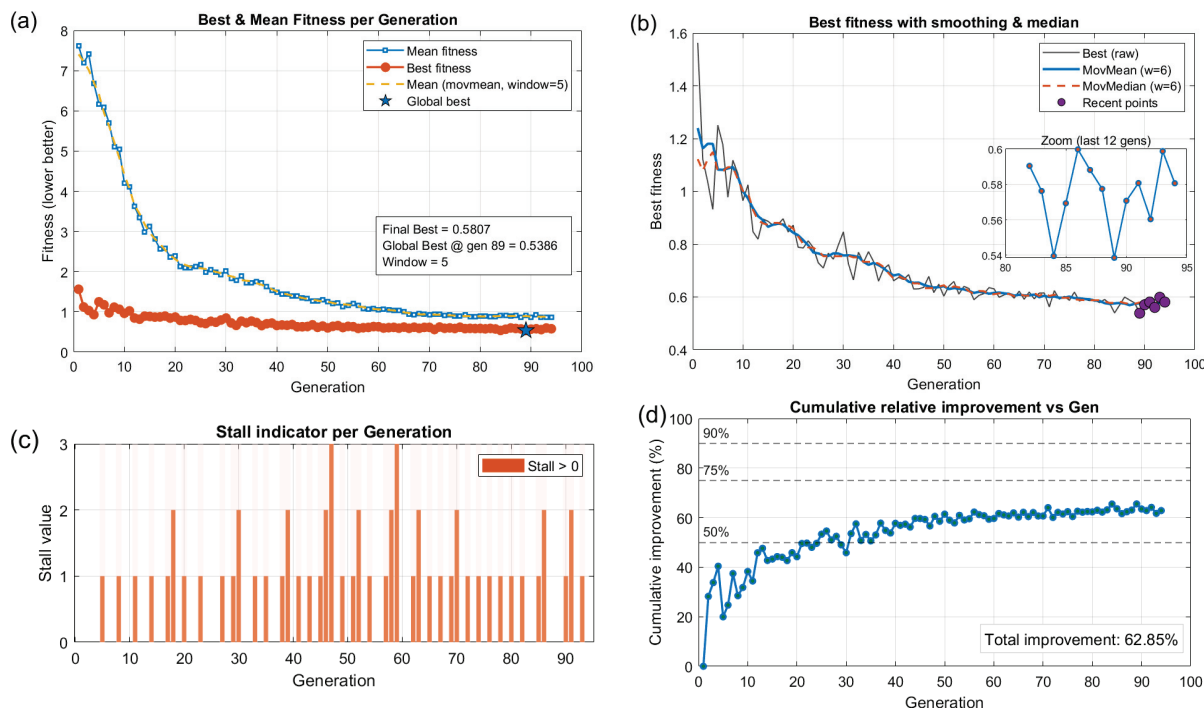 (a)
Best & Mean Fitness per Generation
Fitness (lower better)
8
7
6
5
4
3
2
1
0
Mean fitness
Best fitness
Mean (movmean, window=5)
Global best
Final Best = 0.5807
Global Best @ gen 89 = 0.5386
Window = 5
0 10 20 30 40 50 60 70 80 90 100
Generation
(b)
Best fitness with smoothing & median
Best fitness
1.6
1.4
1.2
1
0.8
0.6
0.4
Best (raw)
MovMean (w=6)
MovMedian (w=6)
Recent points
Zoom (last 12 gens)
0.6
0.58
0.56
0.54
80 85 90 95
0 10 20 30 40 50 60 70 80 90 100
Generation
(c)
Stall indicator per Generation
Stall value
3
2
1
0
Stall > 0
0 10 20 30 40 50 60 70 80 90
Generation
(d)
Cumulative relative improvement vs Gen
Cumulative improvement (%)
100
80
60
40
20
0
90%
75%
50%
Total improvement: 62.85%
0 10 20 30 40 50 60 70 80 90 100
Generation